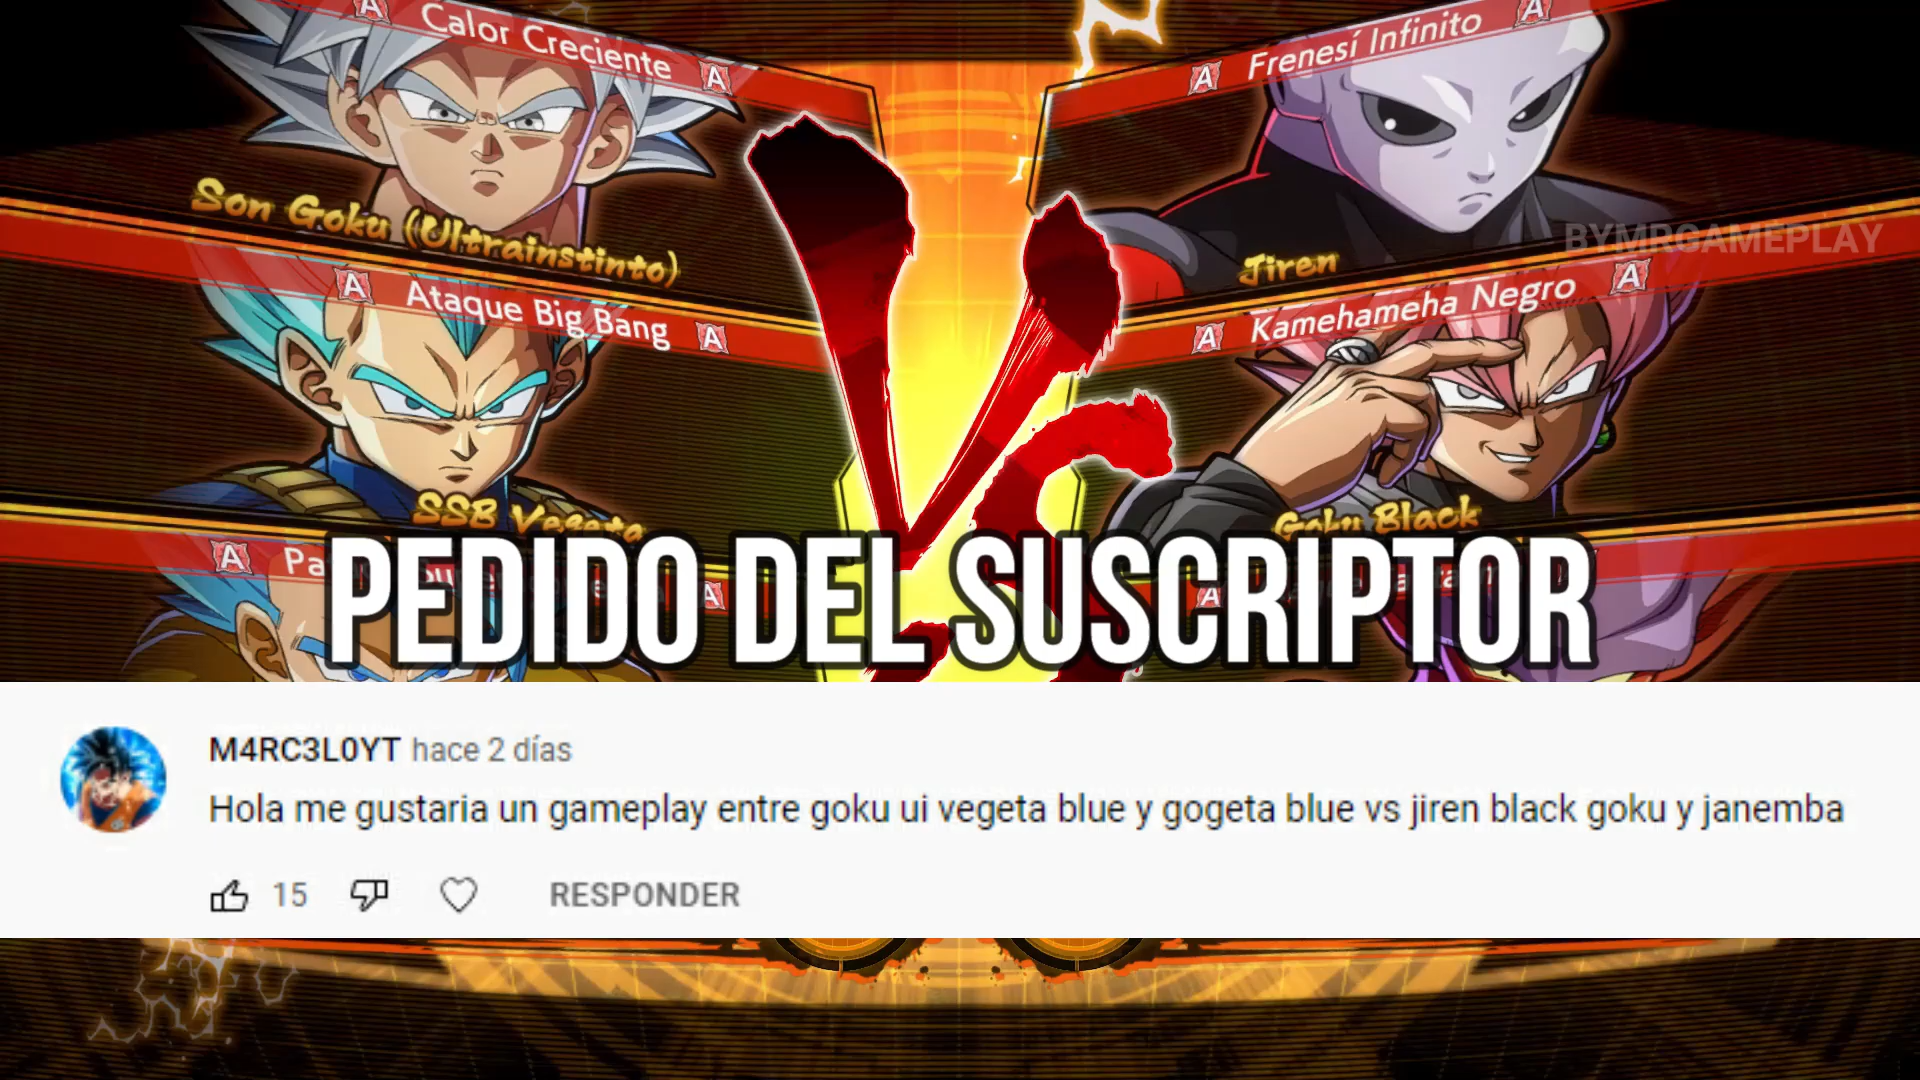 A Calor Creciente A
A Frenesí Infinito A
Son Goku (Ultrainstinto)
BYMRGAMEPLAY
Jiren
A Ataque Big Bang A
A Kamehameha Negro A
SSB Vegeta
Goku Black
A
A
A
PEDIDO DEL SUSCRIPTOR
M4RC3L0YT hace 2 días
Hola me gustaria un gameplay entre goku ui vegeta blue y gogeta blue vs jiren black goku y janemba
15 RESPONDER